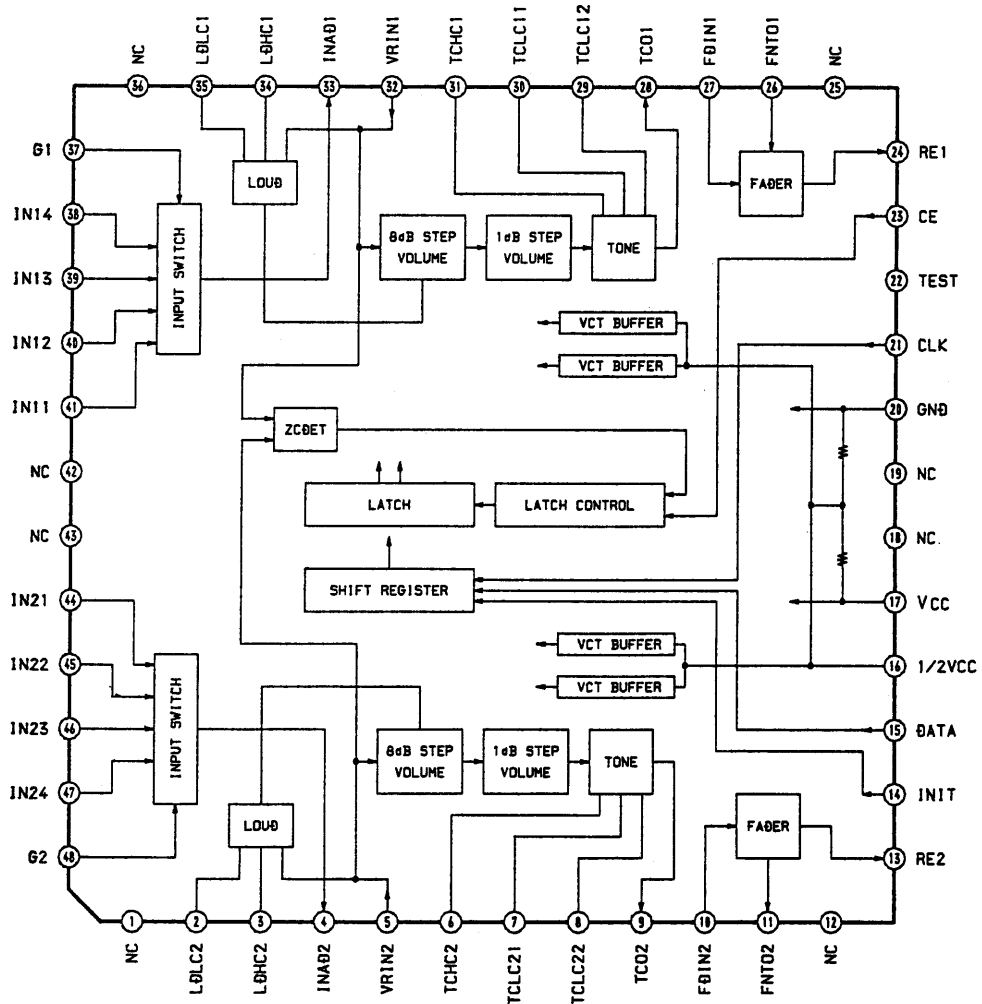 NC
LDLC1
LDHC1
INAD1
VRIN1
TCHC1
TCLC11
TCLC12
TCO1
FDIN1
FNTO1
NC
36
35
34
33
32
31
30
29
28
27
26
25
G1
37
LOUD
FADER
24
RE1
IN14
38
23
CE
INPUT SWITCH
8dB STEP
VOLUME
1dB STEP
VOLUME
TONE
IN13
39
22
TEST
VCT BUFFER
IN12
40
21
CLK
VCT BUFFER
IN11
41
20
GND
ZCDET
NC
42
19
NC
LATCH
LATCH CONTROL
NC
43
18
NC.
SHIFT REGISTER
IN21
44
17
VCC
VCT BUFFER
IN22
45
16
1/2VCC
VCT BUFFER
INPUT SWITCH
IN23
46
15
DATA
8dB STEP
VOLUME
1dB STEP
VOLUME
TONE
IN24
47
14
INIT
LOUD
FADER
G2
48
13
RE2
1
2
3
4
5
6
7
8
9
10
11
12
NC
LDLC2
LDHC2
INAD2
VRIN2
TCHC2
TCLC21
TCLC22
TCO2
FDIN2
FNTO2
NC